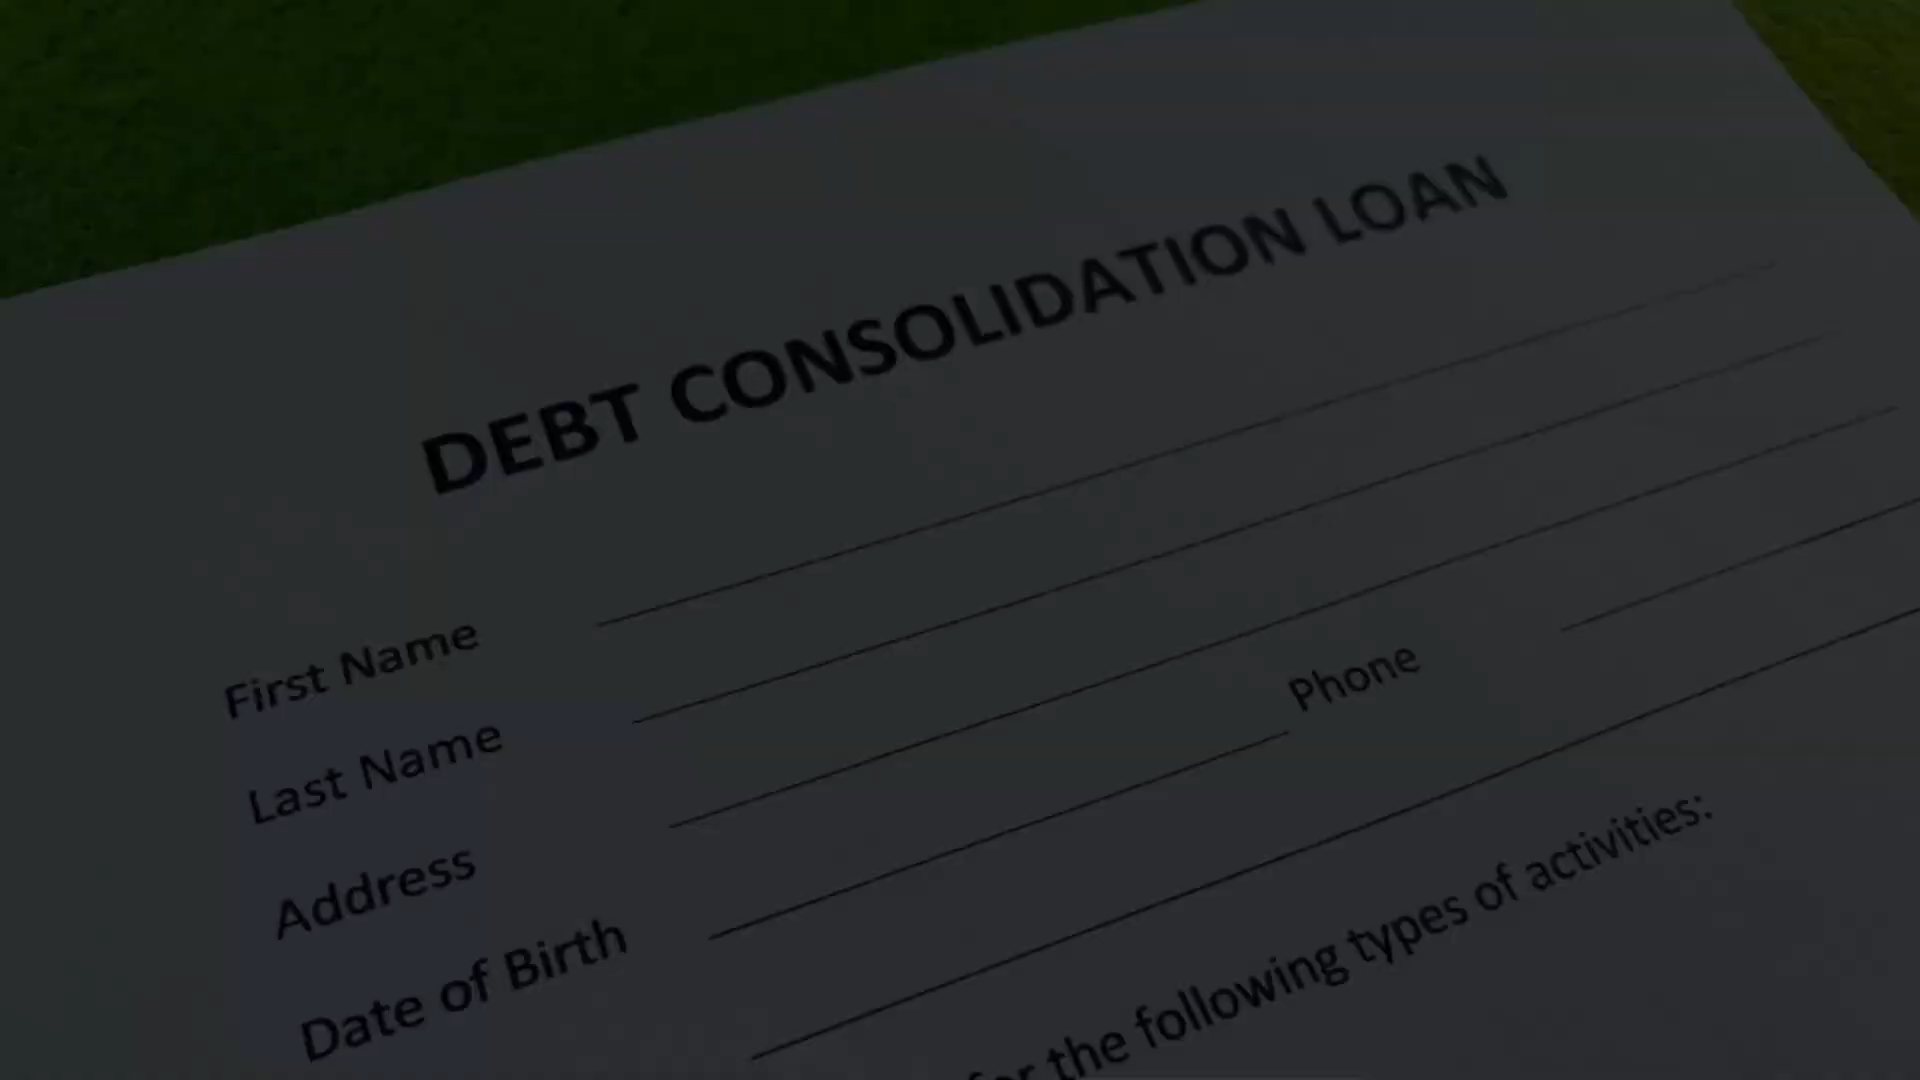 DEBT CONSOLIDATION LOAN
First Name
Last Name
Address
Date of Birth
Phone
the following types of activities: